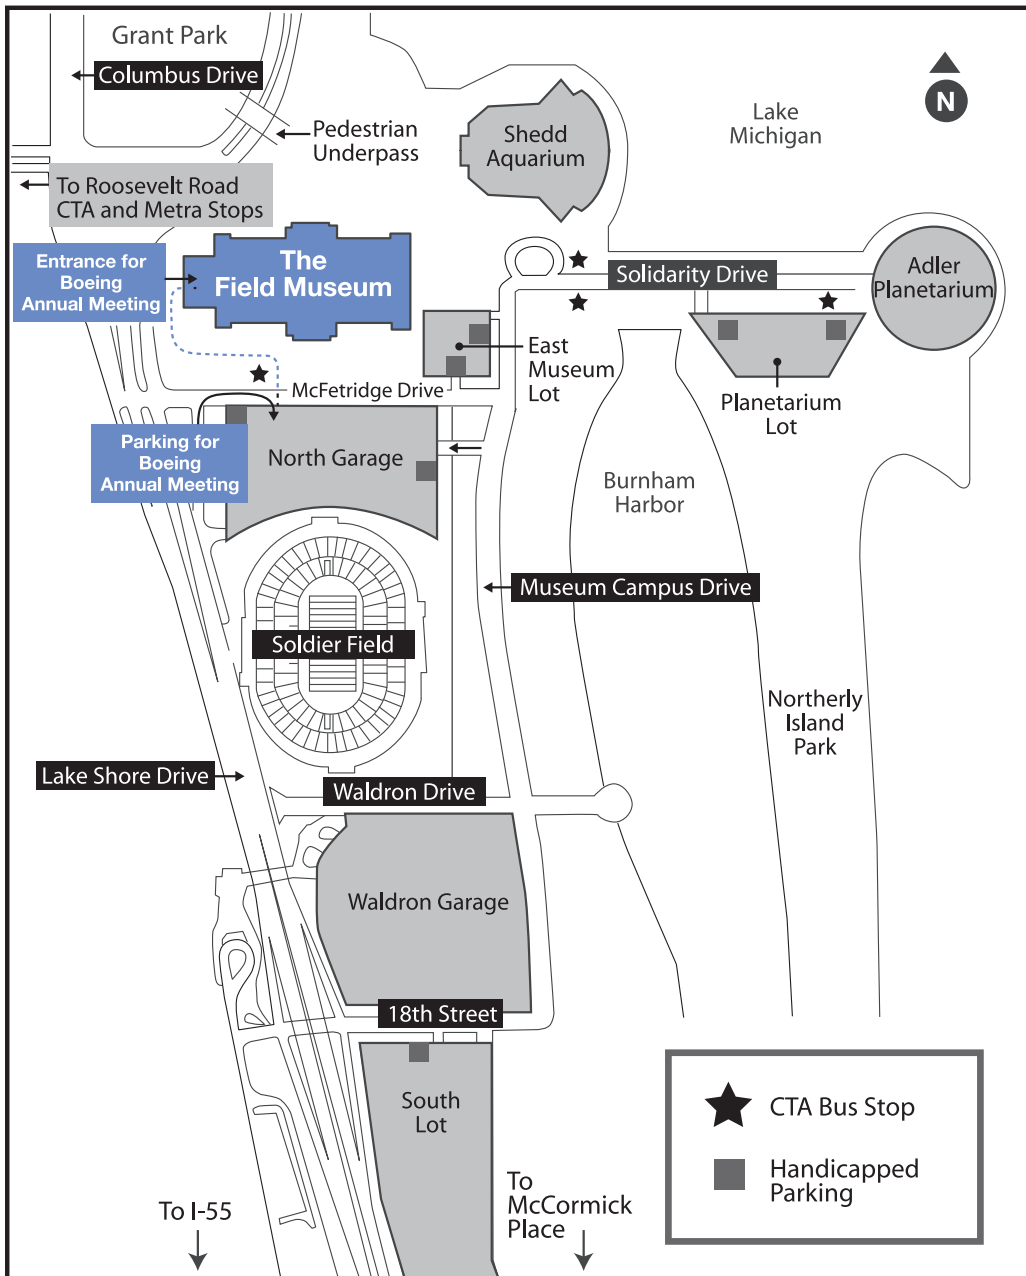 Grant Park
Columbus Drive
Pedestrian
Underpass
Shedd
Aquarium
Lake
Michigan
N
To Roosevelt Road
CTA and Metra Stops
Entrance for
Boeing
Annual Meeting
The
Field Museum
Solidarity Drive
Adler
Planetarium
East
Museum
Lot
McFetridge Drive
Planetarium
Lot
Parking for
Boeing
Annual Meeting
North Garage
Burnham
Harbor
Museum Campus Drive
Soldier Field
Northerly
Island
Park
Lake Shore Drive
Waldron Drive
Waldron Garage
18th Street
South
Lot
CTA Bus Stop
Handicapped
Parking
To I-55
To
McCormick
Place